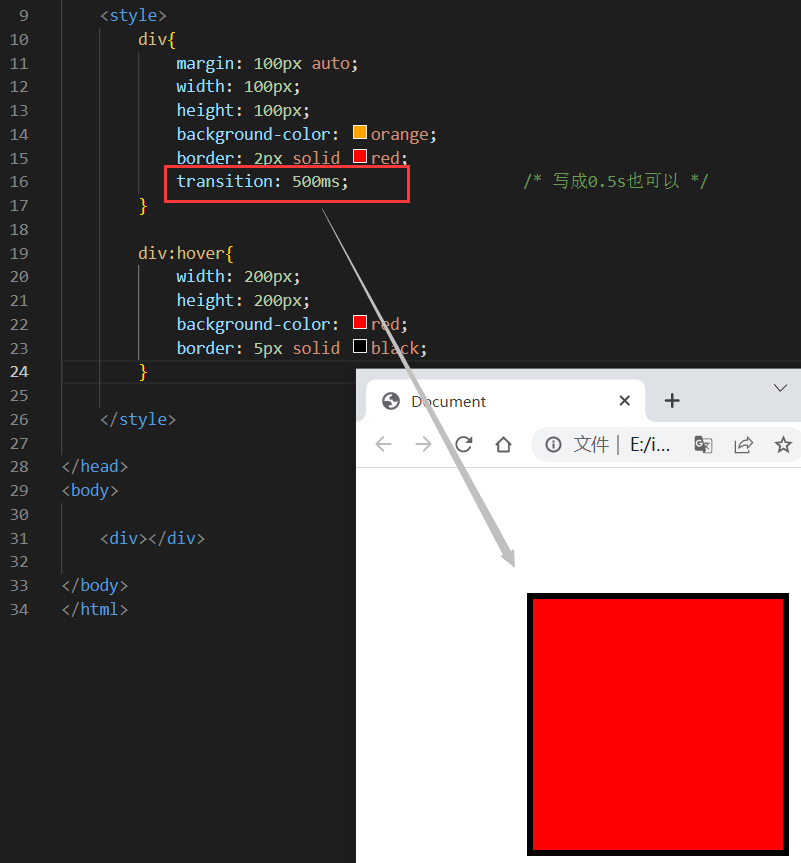 9 <style>
10 div{
11 margin: 100px auto;
12 width: 100px;
13 height: 100px;
14 background-color: orange;
15 border: 2px solid red;
16 transition: 500ms; /* 写成0.5s也可以 */
17 }
18
19 div:hover{
20 width: 200px;
21 height: 200px;
22 background-color: red;
23 border: 5px solid black;
24 }
25
26 </style>
27
28 </head>
29 <body>
30
31 <div></div>
32
33 </body>
34 </html>
Document
文件 | E:/i...